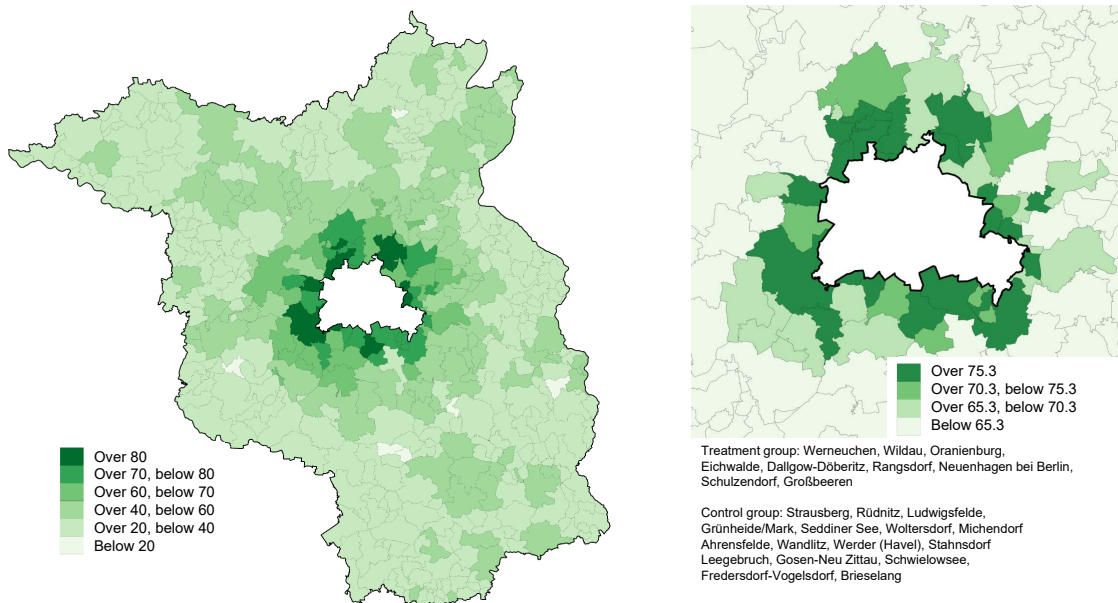 Over 80
Over 70, below 80
Over 60, below 70
Over 40, below 60
Over 20, below 40
Below 20
Over 75.3
Over 70.3, below 75.3
Over 65.3, below 70.3
Below 65.3
Treatment group: Werneuchen, Wildau, Oranienburg,
Eichwalde, Dallgow-Döberitz, Rangsdorf, Neuenhagen bei Berlin,
Schulzendorf, Großbeeren
Control group: Strausberg, Rüdnitz, Ludwigsfelde,
Grünheide/Mark, Seddiner See, Woltersdorf, Michendorf
Ahrensfelde, Wandlitz, Werder (Havel), Stahnsdorf
Leegebruch, Gosen-Neu Zittau, Schwielowsee,
Fredersdorf-Vogelsdorf, Brieselang